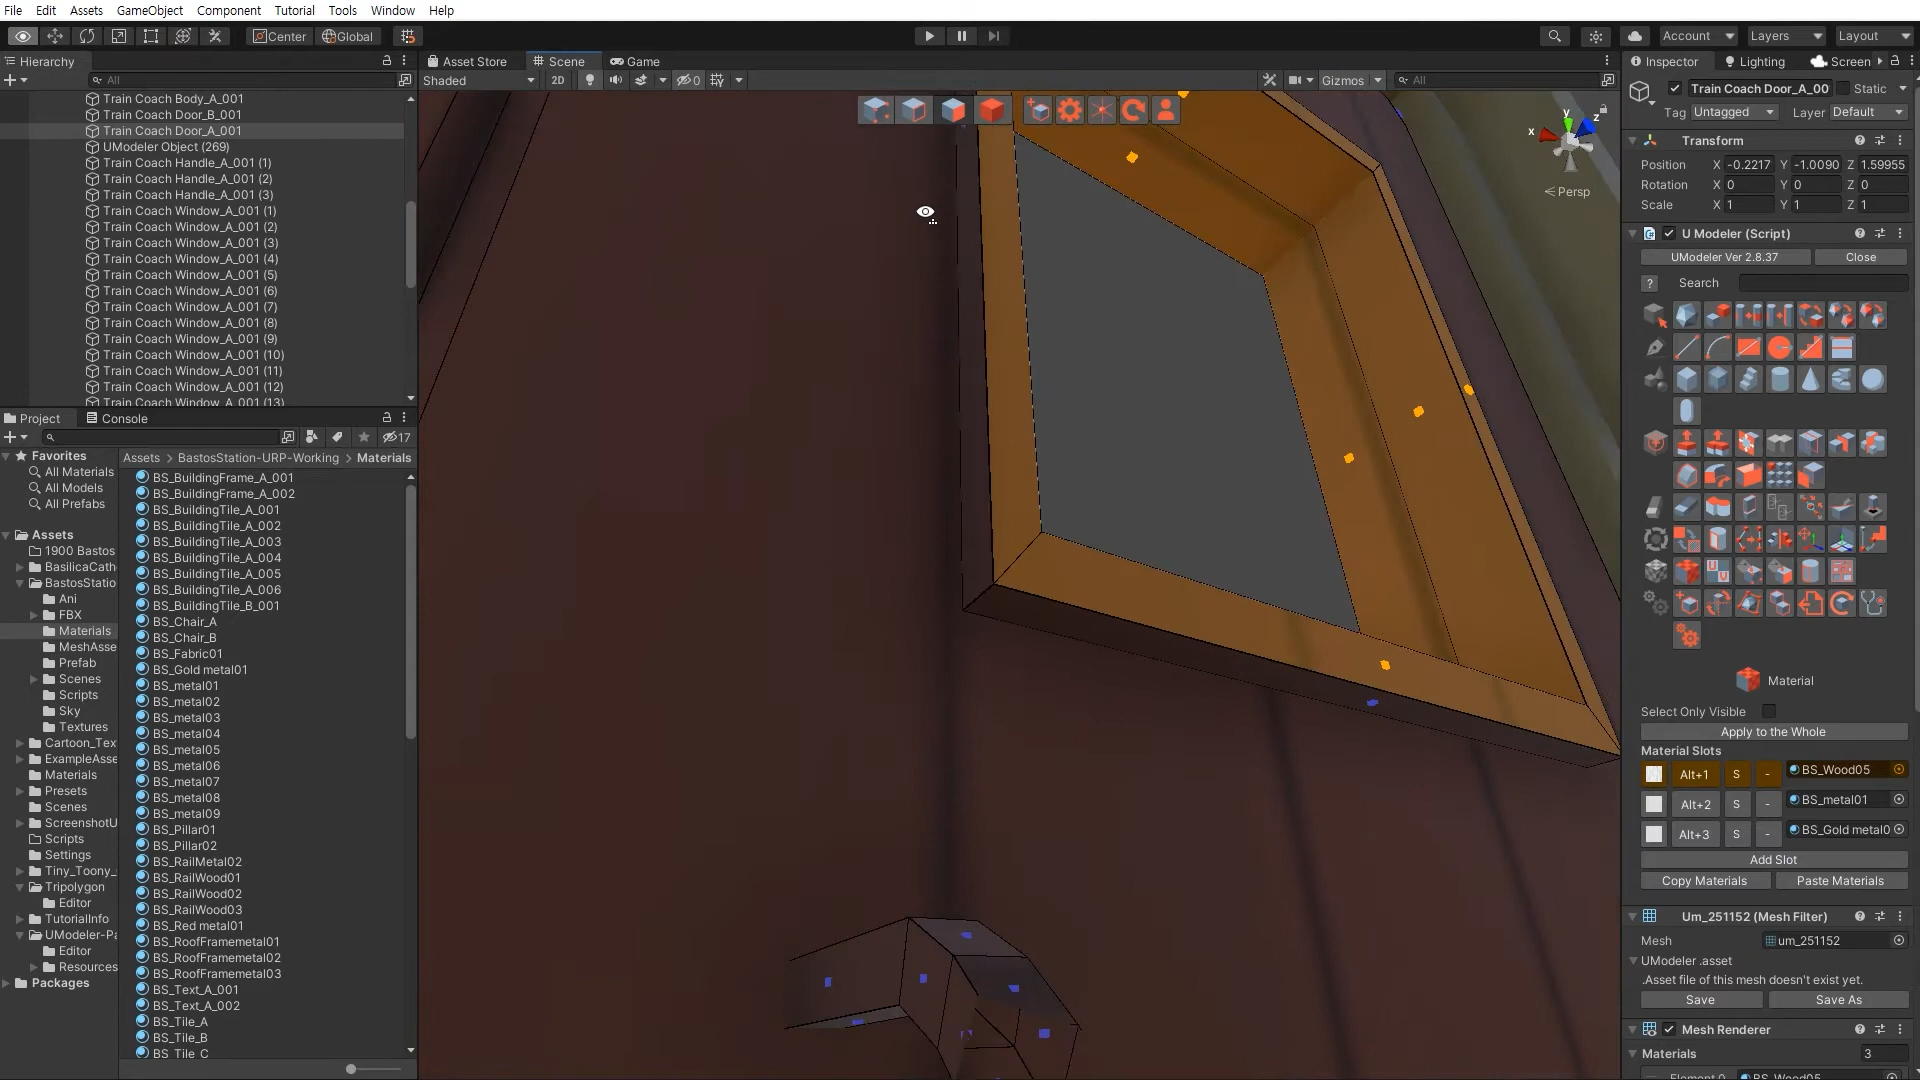 File Edit Assets GameObject Component Tutorial Tools Window Help
Center Global Account Layers Layout
Hierarchy Asset Store Scene Game Inspector Lighting Screen
All Shaded 2D 0 Gizmos All
Train Coach Door_A_00 Static
Tag Untagged Layer Default
Train Coach Body_A_001
Train Coach Door_B_001
Train Coach Door_A_001
UModeler Object (269)
Train Coach Handle_A_001 (1)
Train Coach Handle_A_001 (2)
Train Coach Handle_A_001 (3)
Train Coach Window_A_001 (1)
Train Coach Window_A_001 (2)
Train Coach Window_A_001 (3)
Train Coach Window_A_001 (4)
Train Coach Window_A_001 (5)
Train Coach Window_A_001 (6)
Train Coach Window_A_001 (7)
Train Coach Window_A_001 (8)
Train Coach Window_A_001 (9)
Train Coach Window_A_001 (10)
Train Coach Window_A_001 (11)
Train Coach Window_A_001 (12)
Train Coach Window_A_001 (13)
y z x
Persp
Project Console
17
Favorites
All Materials
All Models
All Prefabs
Assets
1900 Bastos
BasilicaCath
BastosStatio
Ani
FBX
Materials
MeshAsse
Prefab
Scenes
Scripts
Sky
Textures
Cartoon_Tex
ExampleAsse
Materials
Presets
Scenes
ScreenshotU
Scripts
Settings
Tiny_Toony_
Tripolygon
Editor
TutorialInfo
UModeler-Pa
Editor
Resources
Packages
Assets > BastosStation-URP-Working > Materials
BS_BuildingFrame_A_001
BS_BuildingFrame_A_002
BS_BuildingTile_A_001
BS_BuildingTile_A_002
BS_BuildingTile_A_003
BS_BuildingTile_A_004
BS_BuildingTile_A_005
BS_BuildingTile_A_006
BS_BuildingTile_B_001
BS_Chair_A
BS_Chair_B
BS_Fabric01
BS_Gold metal01
BS_metal01
BS_metal02
BS_metal03
BS_metal04
BS_metal05
BS_metal06
BS_metal07
BS_metal08
BS_metal09
BS_Pillar01
BS_Pillar02
BS_RailMetal02
BS_RailWood01
BS_RailWood02
BS_RailWood03
BS_Red metal01
BS_RoofFramemetal01
BS_RoofFramemetal02
BS_RoofFramemetal03
BS_Text_A_001
BS_Text_A_002
BS_Tile_A
BS_Tile_B
BS_Tile_C
Transform
Position X -0.2217 Y -1.0090 Z 1.59955
Rotation X 0 Y 0 Z 0
Scale X 1 Y 1 Z 1
U Modeler (Script)
UModeler Ver 2.8.37 Close
? Search
Material
Select Only Visible
Apply to the Whole
Material Slots
Alt+1 S - BS_Wood05
Alt+2 S - BS_metal01
Alt+3 S - BS_Gold metal0
Add Slot
Copy Materials Paste Materials
Um_251152 (Mesh Filter)
Mesh um_251152
UModeler .asset
.Asset file of this mesh doesn't exist yet.
Save Save As
Mesh Renderer
Materials 3
Element 0 BS_Wood05